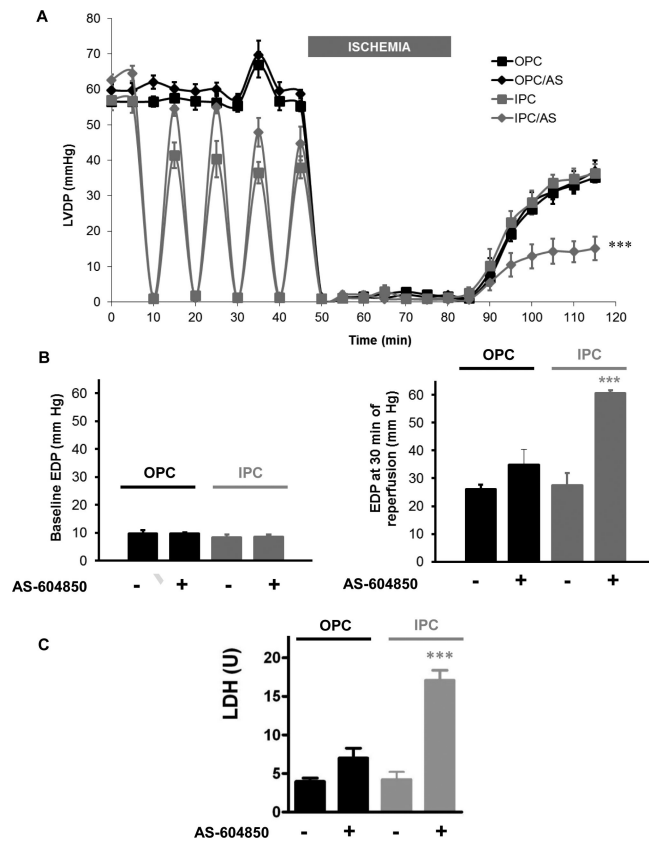 A
ISCHEMIA
OPC
OPC/AS
IPC
IPC/AS
LVDP (mmHg)
80
70
60
50
40
30
20
10
0
***
0 10 20 30 40 50 60 70 80 90 100 110 120
Time (min)
B
OPC IPC
Baseline EDP (mm Hg)
60
50
40
30
20
10
0
AS-604850 - + - +
OPC IPC
***
EDP at 30 min of
reperfusion (mm Hg)
60
50
40
30
20
10
0
AS-604850 - + - +
C
OPC IPC
***
LDH (U)
20
15
10
5
0
AS-604850 - + - +